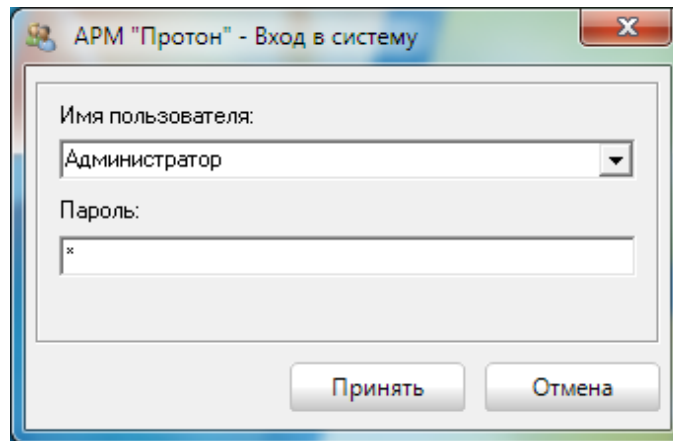 АРМ "Протон" - Вход в систему
Имя пользователя:
Администратор
Пароль:
*
Принять
Отмена